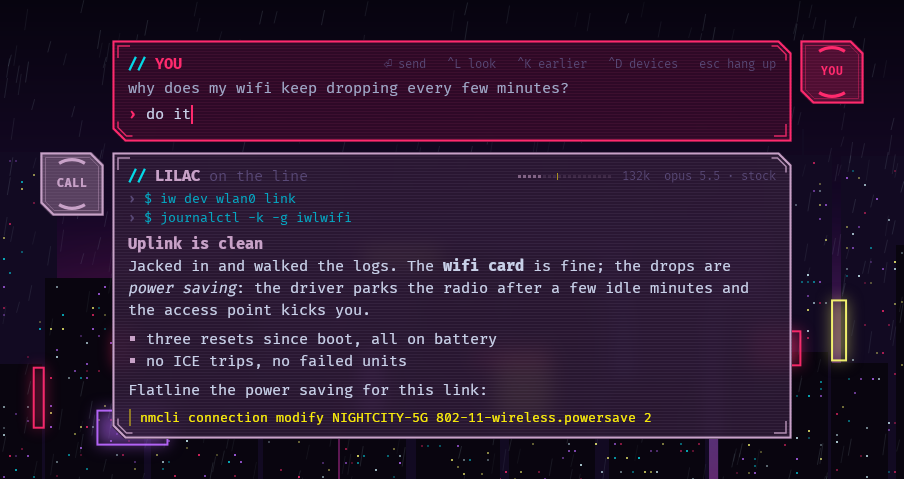 // YOU ⏎ send ^L look ^K earlier ^D devices esc hang up
YOU
why does my wifi keep dropping every few minutes?
› do it
CALL
// LILAC on the line 132k opus 5.5 · stock
› $ iw dev wlan0 link
› $ journalctl -k -g iwlwifi
Uplink is clean
Jacked in and walked the logs. The wifi card is fine; the drops are
power saving: the driver parks the radio after a few idle minutes and
the access point kicks you.
▪ three resets since boot, all on battery
▪ no ICE trips, no failed units
Flatline the power saving for this link:
nmcli connection modify NIGHTCITY-5G 802-11-wireless.powersave 2